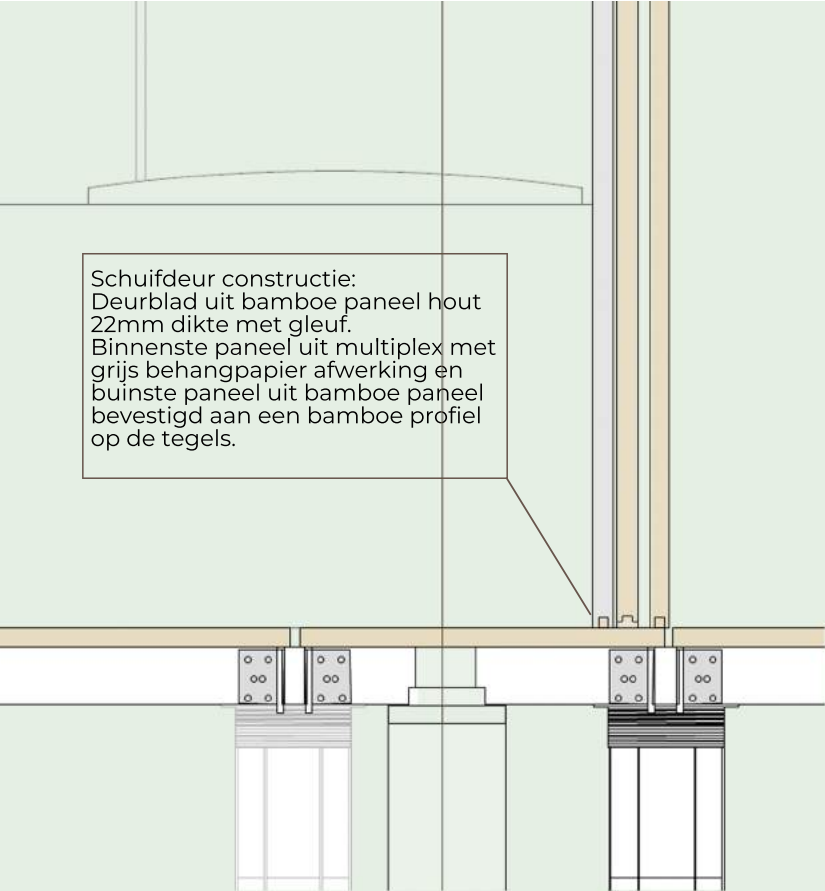 Schuifdeur constructie:
Deurblad uit bamboe paneel hout
22mm dikte met gleuf.
Binnenste paneel uit multiplex met
grijs behangpapier afwerking en
buinste paneel uit bamboe paneel
bevestigd aan een bamboe profiel
op de tegels.